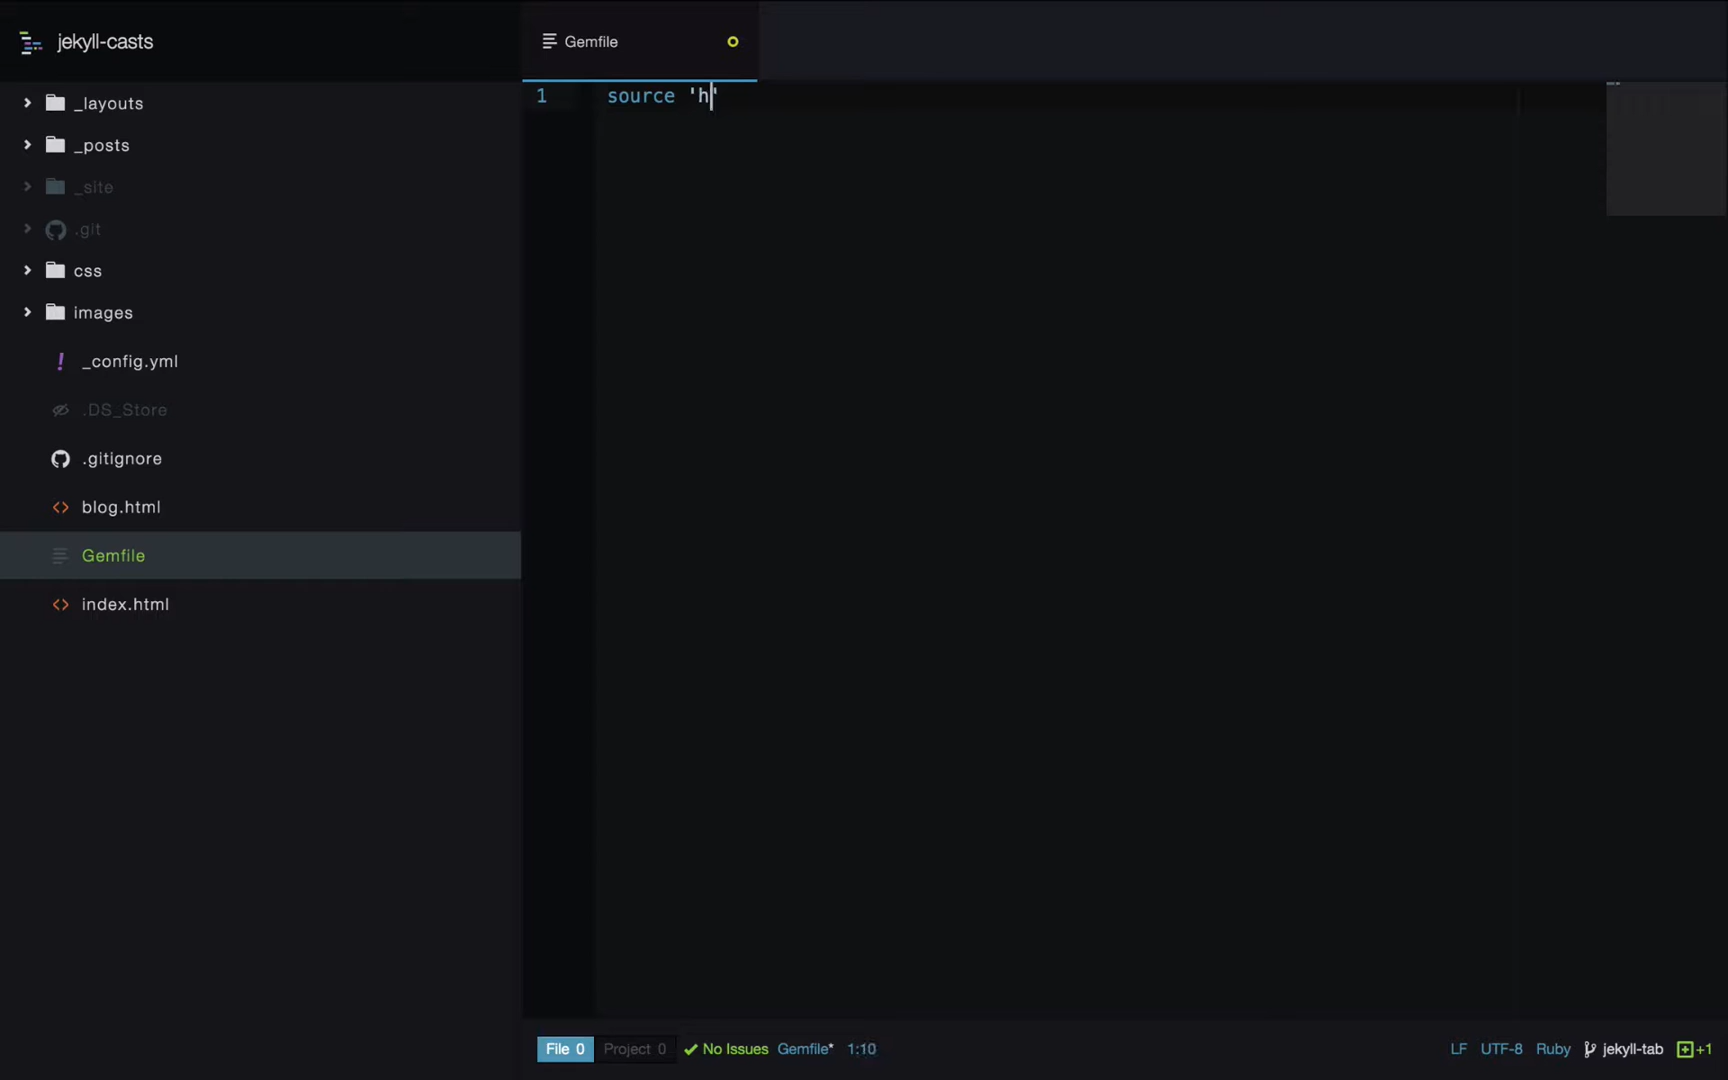 jekyll-casts
Gemfile
_layouts
_posts
_site
.git
css
images
_config.yml
.DS_Store
.gitignore
blog.html
Gemfile
index.html
1 source 'h'
File 0 Project 0 No Issues Gemfile* 1:10 LF UTF-8 Ruby jekyll-tab +1